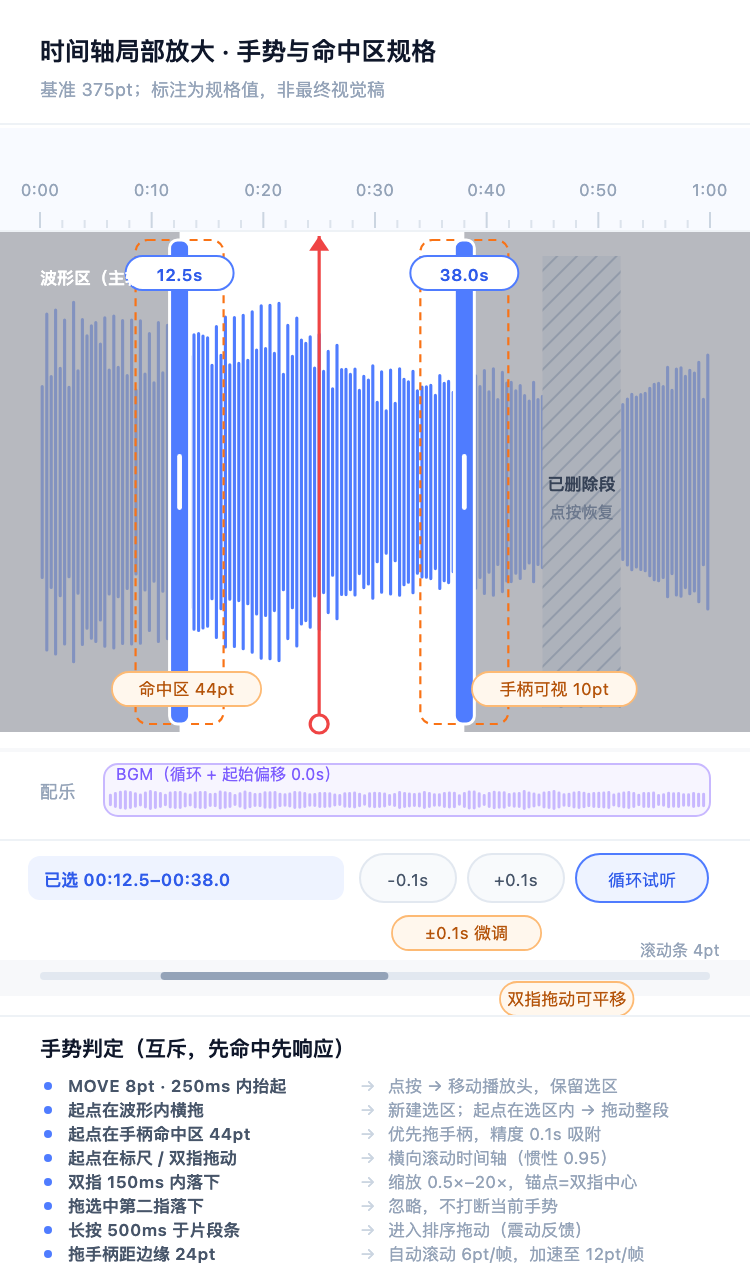 时间轴局部放大 · 手势与命中区规格
基准 375pt；标注为规格值，非最终视觉稿
0:00 0:10 0:20 0:30 0:40 0:50 1:00
波形区（主
12.5s 38.0s
已删除段
点按恢复
命中区 44pt 手柄可视 10pt
配乐 BGM（循环 + 起始偏移 0.0s）
已选 00:12.5–00:38.0 -0.1s +0.1s 循环试听
±0.1s 微调
滚动条 4pt
双指拖动可平移
手势判定（互斥，先命中先响应）
MOVE 8pt · 250ms 内抬起 → 点按 → 移动播放头，保留选区
起点在波形内横拖 → 新建选区；起点在选区内 → 拖动整段
起点在手柄命中区 44pt → 优先拖手柄，精度 0.1s 吸附
起点在标尺 / 双指拖动 → 横向滚动时间轴（惯性 0.95）
双指 150ms 内落下 → 缩放 0.5×–20×，锚点=双指中心
拖选中第二指落下 → 忽略，不打断当前手势
长按 500ms 于片段条 → 进入排序拖动（震动反馈）
拖手柄距边缘 24pt → 自动滚动 6pt/帧，加速至 12pt/帧